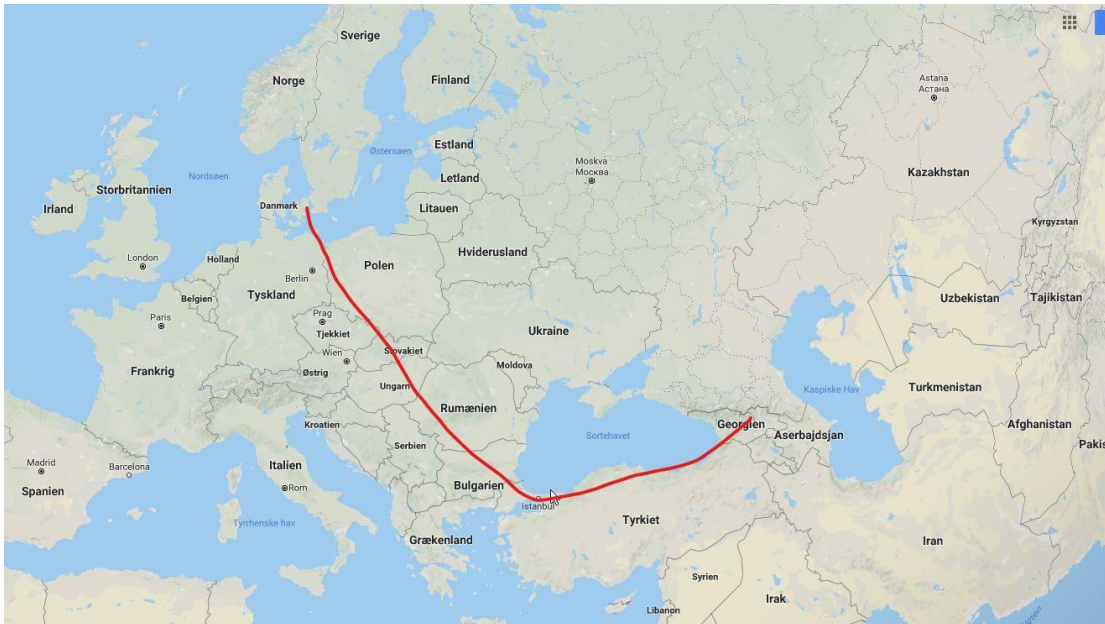 Sverige
Norge
Finland
Astana
Астана
Estland
Østersøen
Moskva
Москва
Letland
Nordsøen
Kazakhstan
Storbritannien
Danmark
Litauen
Irland
Kyrgyzstan
Hviderusland
London
Holland
Polen
Berlin
Tyskland
Belgien
Uzbekistan
Tajikistan
Paris
Prag
Tjekkiet
Ukraine
Wien
Slovakiet
Østrig
Frankrig
Moldova
Ungarn
Kaspiske Hav
Turkmenistan
Rumænien
Kroatien
Georgien
Afghanistan
Sortehavet
Aserbajdsjan
Serbien
Pakis
Madrid
Barcelona
Italien
Spanien
Rom
Bulgarien
Istanbul
Tyrrhenske hav
Tyrkiet
Grækenland
Iran
Syrien
Irak
Libanon